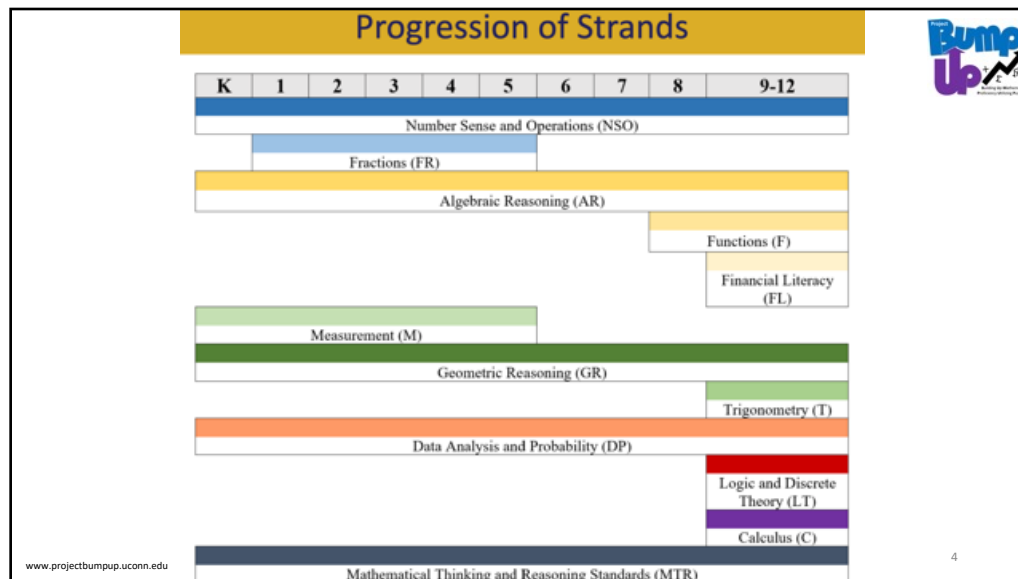 Progression of Strands
Project
Bump
Up
K 1 2 3 4 5 6 7 8 9-12
Number Sense and Operations (NSO)
Fractions (FR)
Algebraic Reasoning (AR)
Functions (F)
Financial Literacy
(FL)
Measurement (M)
Geometric Reasoning (GR)
Trigonometry (T)
Data Analysis and Probability (DP)
Logic and Discrete
Theory (LT)
Calculus (C)
Mathematical Thinking and Reasoning Standards (MTR)
www.projectbumpup.uconn.edu
4